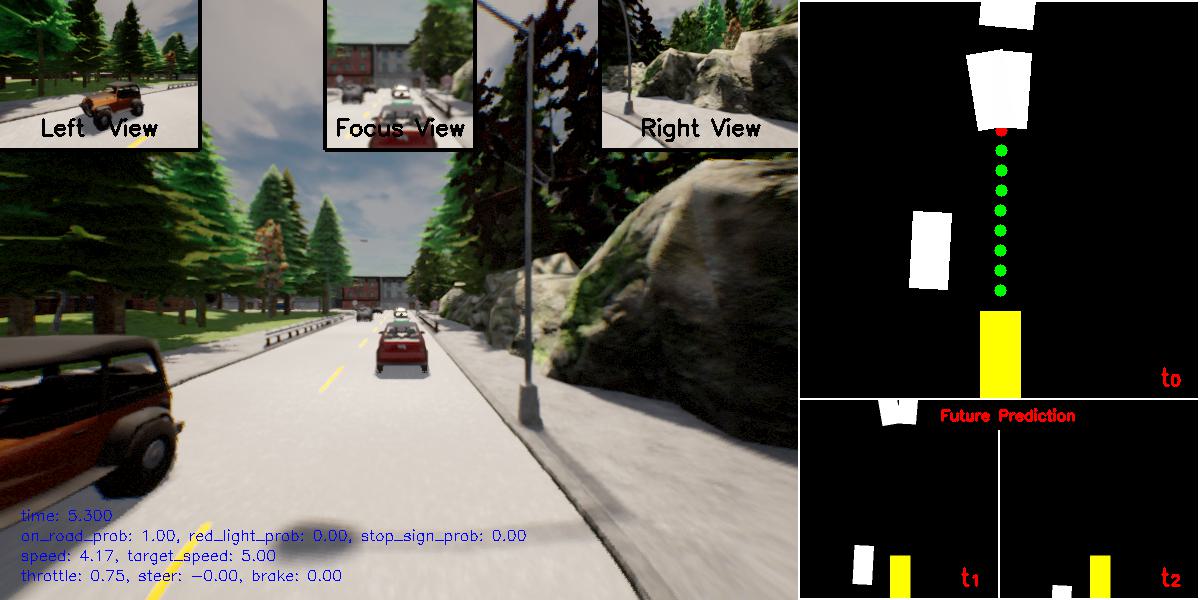 Left View
Focus View
Right View
t0
Future Prediction
t1
t2
time: 5.300
on_road_prob: 1.00, red_light_prob: 0.00, stop_sign_prob: 0.00
speed: 4.17, target_speed: 5.00
throttle: 0.75, steer: −0.00, brake: 0.00